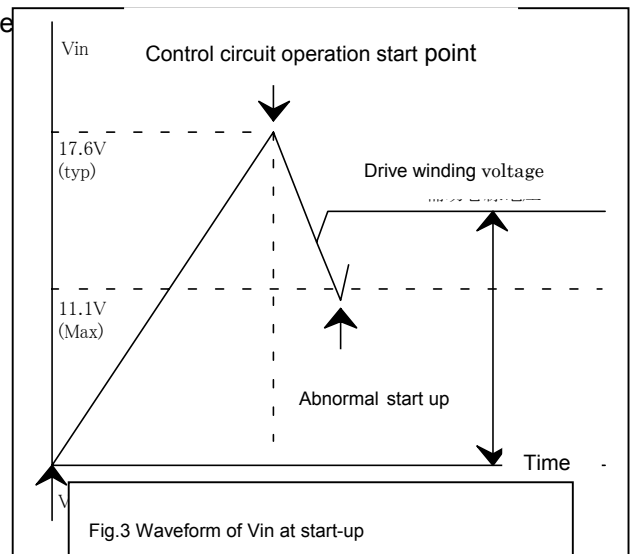 e
Vin
Control circuit operation start point
17.6V
(typ)
Drive winding voltage
11.1V
(Max)
Abnormal start up
Time
V
Fig.3 Waveform of Vin at start-up